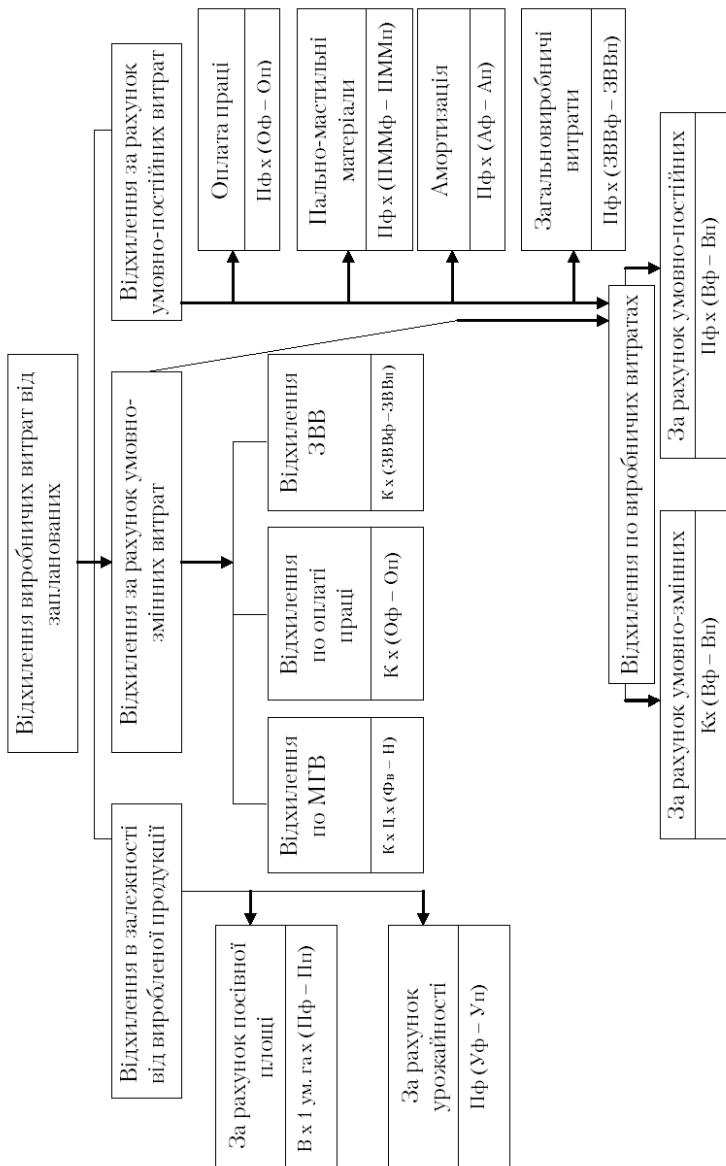 Відхилення виробничих витрат від
запланованих
Відхилення в залежності
від виробленої продукції
Відхилення за рахунок умовно-
змінних витрат
Відхилення за рахунок
умовно-постійних витрат
За рахунок посівної
площі
В х 1 ум. га х (Пф – Пп)
За рахунок
урожайності
Пф (Уф – Уп)
Відхилення
по МГВ
К х Ц х (Фв – Н)
Відхилення
по оплаті
праці
К х (Оф – Оп)
Відхилення
ЗВВ
К х (ЗВВф–ЗВВп)
Оплата праці
Пф х (Оф – Оп)
Пально-мастильні
матеріали
Пф х (ПММф – ПММп)
Амортизація
Пф х (Аф – Ап)
Загальновиробничі
витрати
Пф х (ЗВВф – ЗВВп)
Відхилення по виробничих витратах
За рахунок умовно-змінних
Кх (Вф – Вп)
За рахунок умовно-постійних
Пф х (Вф – Вп)